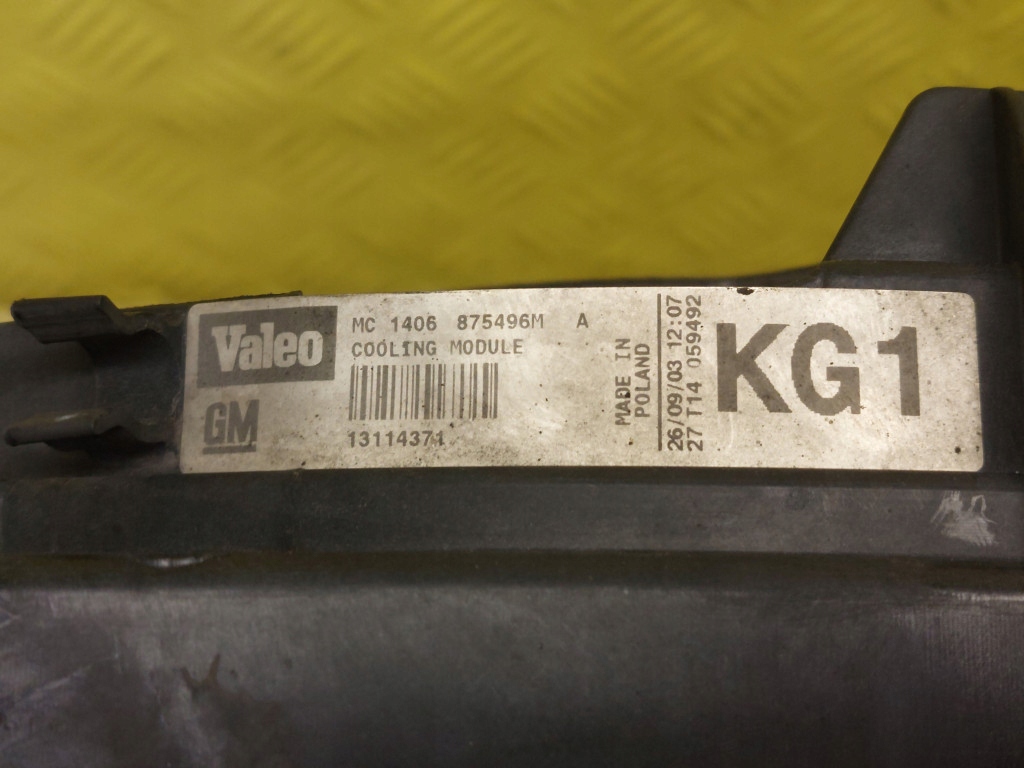 Valeo
GM
MC 1406 875496M A
COOLING MODULE
13114371
MADE IN
POLAND
26/09/03 12:07
27 T14 059492
KG1